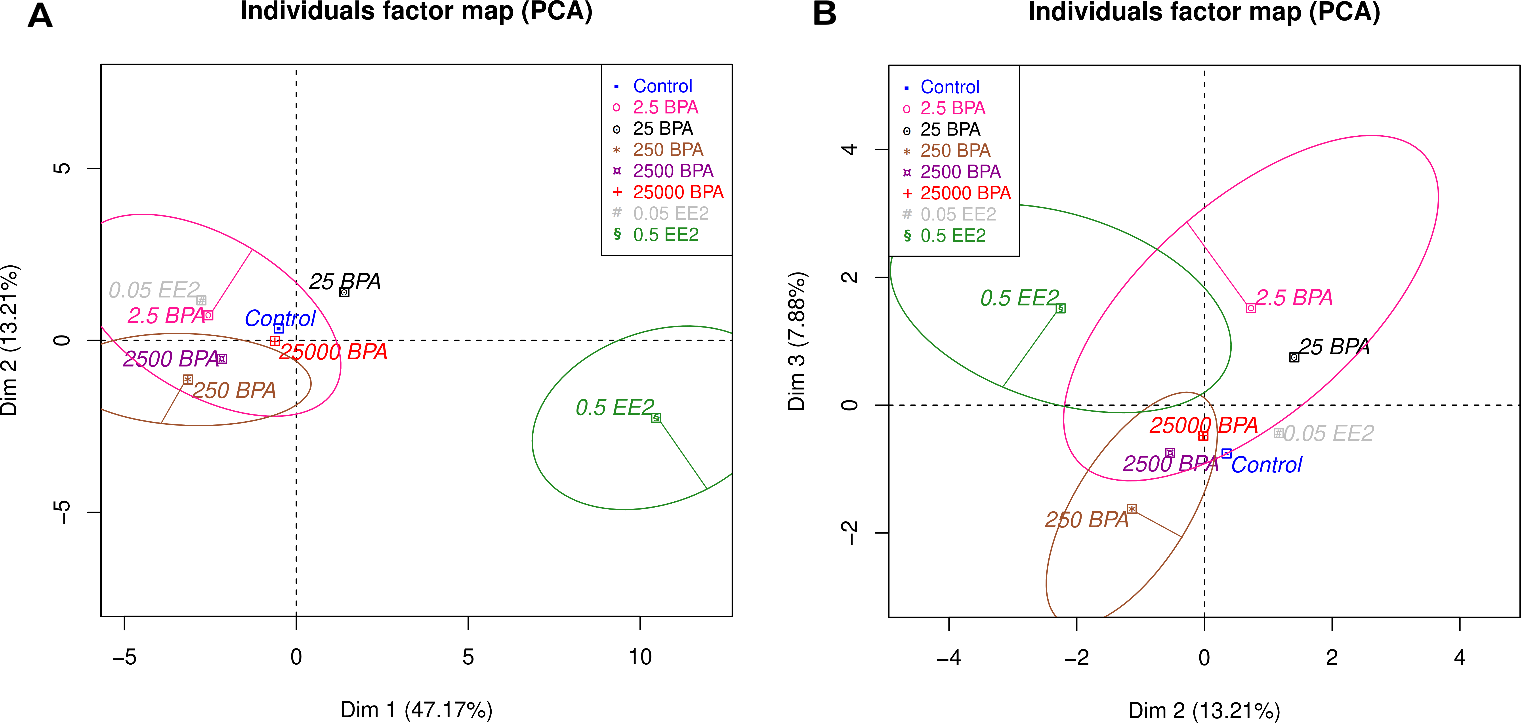 A
Individuals factor map (PCA)
Control
2.5 BPA
25 BPA
250 BPA
2500 BPA
25000 BPA
# 0.05 EE2
§ 0.5 EE2
0.05 EE2
2.5 BPA
25 BPA
Control
25000 BPA
2500 BPA
250 BPA
0.5 EE2
5
0
−5
Dim 2 (13.21%)
−5
0
5
10
Dim 1 (47.17%)
B
Individuals factor map (PCA)
Control
2.5 BPA
25 BPA
250 BPA
2500 BPA
25000 BPA
# 0.05 EE2
§ 0.5 EE2
0.5 EE2
2.5 BPA
25 BPA
25000 BPA
0.05 EE2
2500 BPA
Control
250 BPA
4
2
0
−2
Dim 3 (7.88%)
−4
−2
0
2
4
Dim 2 (13.21%)